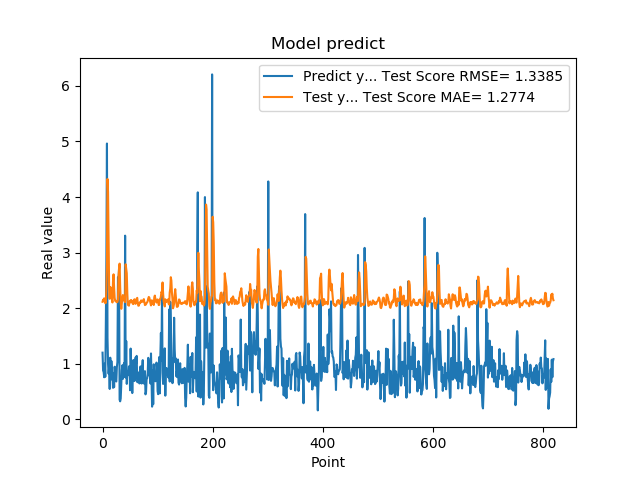 Model predict
Predict y... Test Score RMSE= 1.3385
Test y... Test Score MAE= 1.2774
Real value
6
5
4
3
2
1
0
0 200 400 600 800
Point